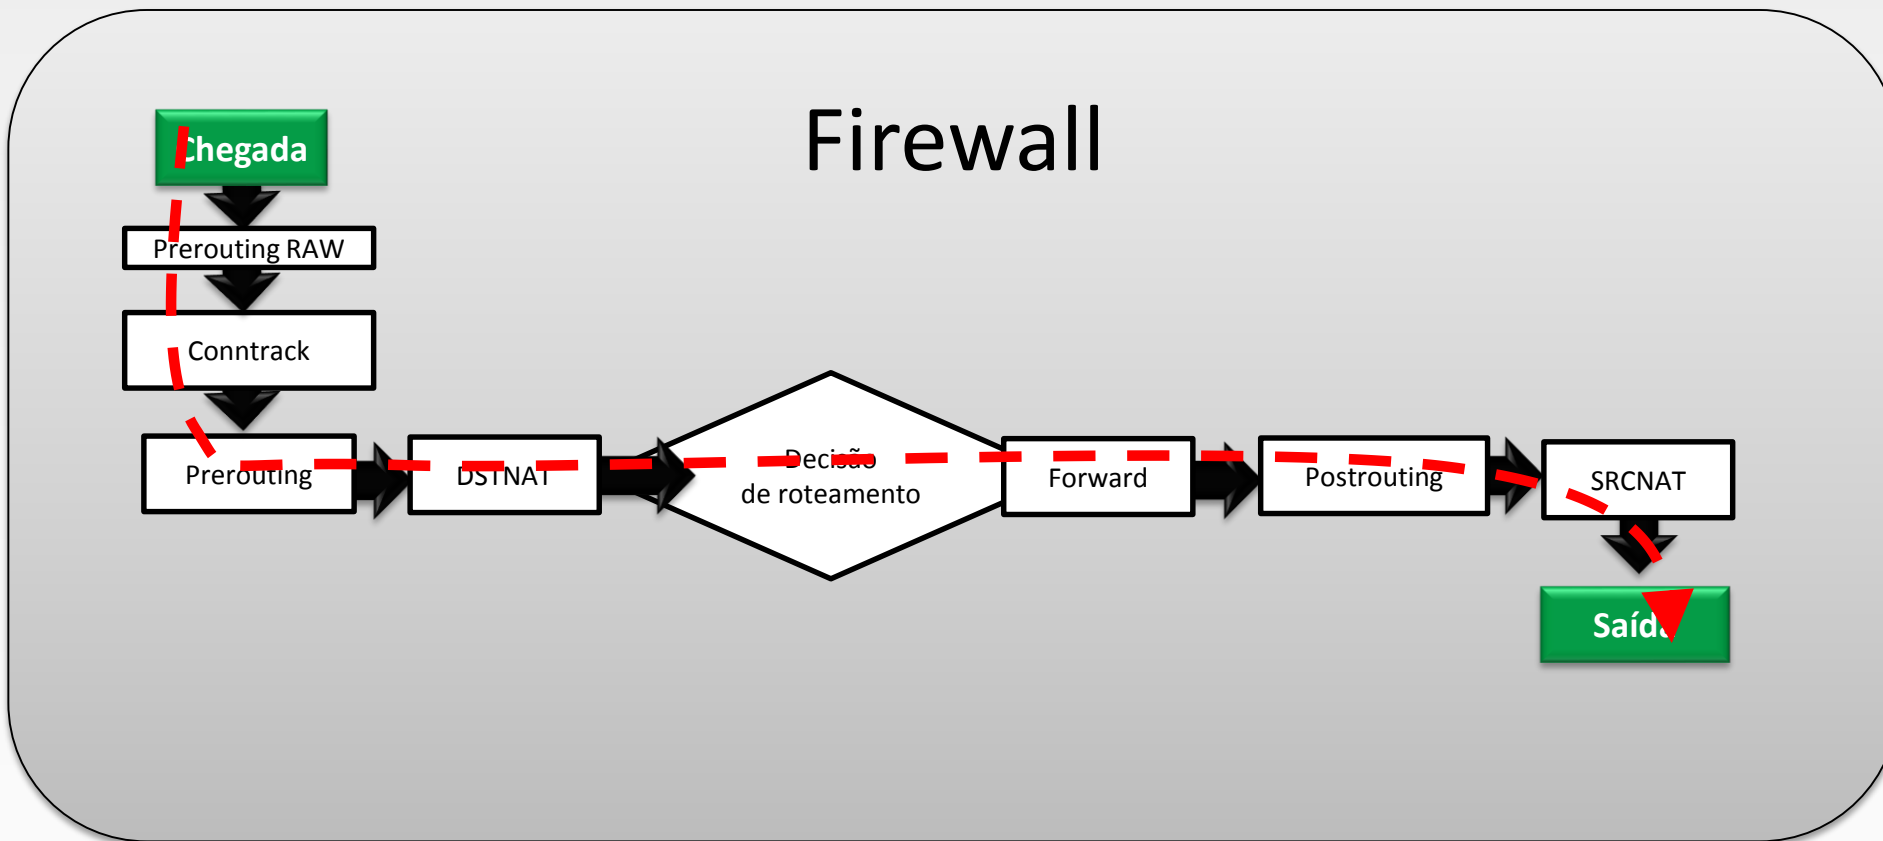 Firewall
Chegada
Prerouting RAW
Conntrack
Prerouting
DSTNAT
Decisão
de roteamento
Forward
Postrouting
SRCNAT
Saída